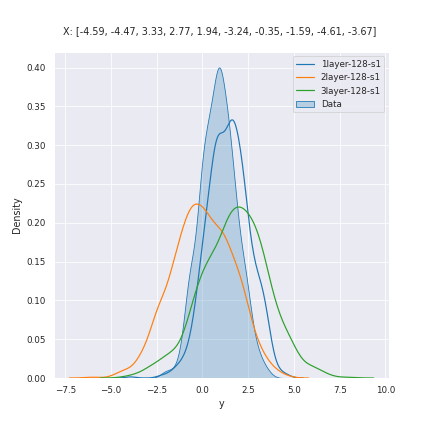 X: [-4.59, -4.47, 3.33, 2.77, 1.94, -3.24, -0.35, -1.59, -4.61, -3.67]
1layer-128-s1
2layer-128-s1
3layer-128-s1
Data
0.40
0.35
0.30
0.25
0.20
0.15
0.10
0.05
0.00
Density
−7.5 −5.0 −2.5 0.0 2.5 5.0 7.5 10.0
y